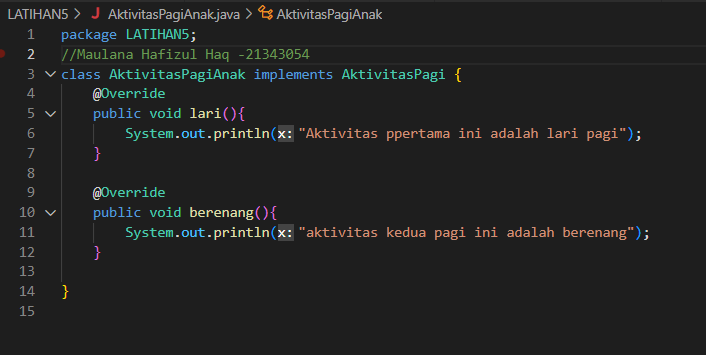 LATIHAN5 > J AktivitasPagiAnak.java > AktivitasPagiAnak
1 package LATIHAN5;
2 //Maulana Hafizul Haq -21343054
3 class AktivitasPagiAnak implements AktivitasPagi {
4 @Override
5 public void lari(){
6 System.out.println(x: "Aktivitas ppertama ini adalah lari pagi");
7 }
8
9 @Override
10 public void berenang(){
11 System.out.println(x: "aktivitas kedua pagi ini adalah berenang");
12 }
13
14 }
15